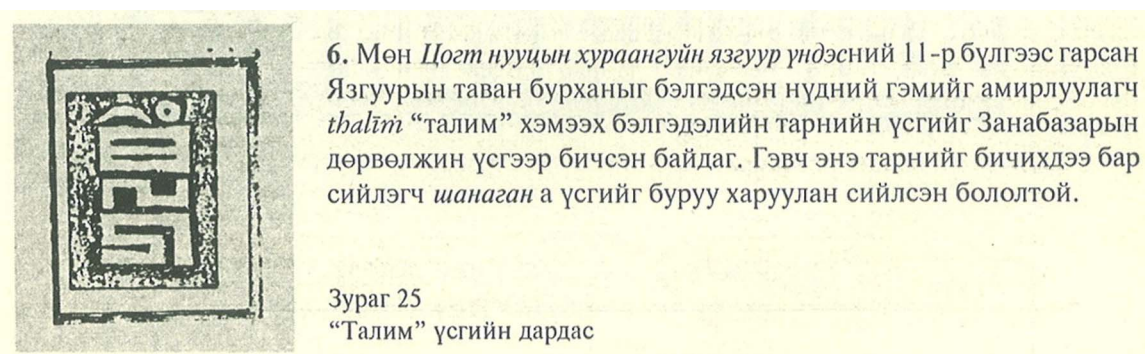 6. Мөн Цогт нууцын хураангуйн язгуур үндэсний 11-р бүлгээс гарсан
Язгуурын таван бурханыг бэлгэдсэн нүдний гэмийг амирлуулагч
thalīṁ “талим” хэмээх бэлгэдэлийн тарнийн үсгийг Занабазарын
дөрвөлжин үсгээр бичсэн байдаг. Гэвч энэ тарнийг бичихдээ бар
сийлэгч шанаган а үсгийг буруу харуулан сийлсэн бололтой.
Зураг 25
“Талим” үсгийн дардас